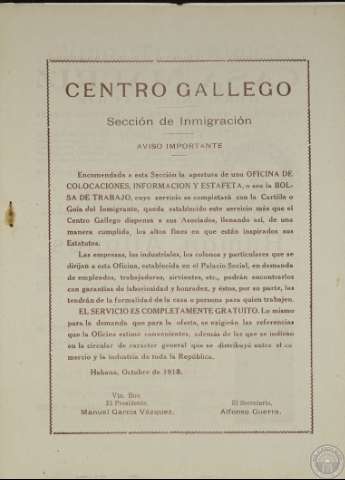 CENTRO GALLEGO
Sección de Inmigración
AVISO IMPORTANTE
Encomendada a esta Sección la apertura de una OFICINA DE
COLOCACIONES, INFORMACION Y ESTAFETA, o sea la BOL-
SA DE TRABAJO, cuyo servicio se completará con la Cartilla o
Guía del Inmigrante, queda establecido este servicio más que el
Centro Gallego dispensa a sus Asociados, llenando así, de una
manera cumplida, los altos fines en que están inspirados sus
Estatutos.
Las empresas, los industriales, los colonos y particulares que se
dirijan a esta Oficina, establecida en el Palacio Social, en demanda
de empleados, trabajadores, sirvientes, etc., podrán encontrarlos
con garantías de laboriosidad y honradez, y éstos, por su parte, las
tendrán de la formalidad de la casa o persona para quien trabajen.
EL SERVICIO ES COMPLETAMENTE GRATUITO. Lo mismo
para la demanda que para la oferta, se exigirán las referencias
que la Oficina estime convenientes, además de las que se indican
en la circular de caracter general que se distribuyó entre el co
mercio y la industria de toda la República.
Habana, Octubre de 1918.
Vto. Bno.
El Presidente,
Manuel García Vázquez.
El Secretario,
Alfonso Guerra.